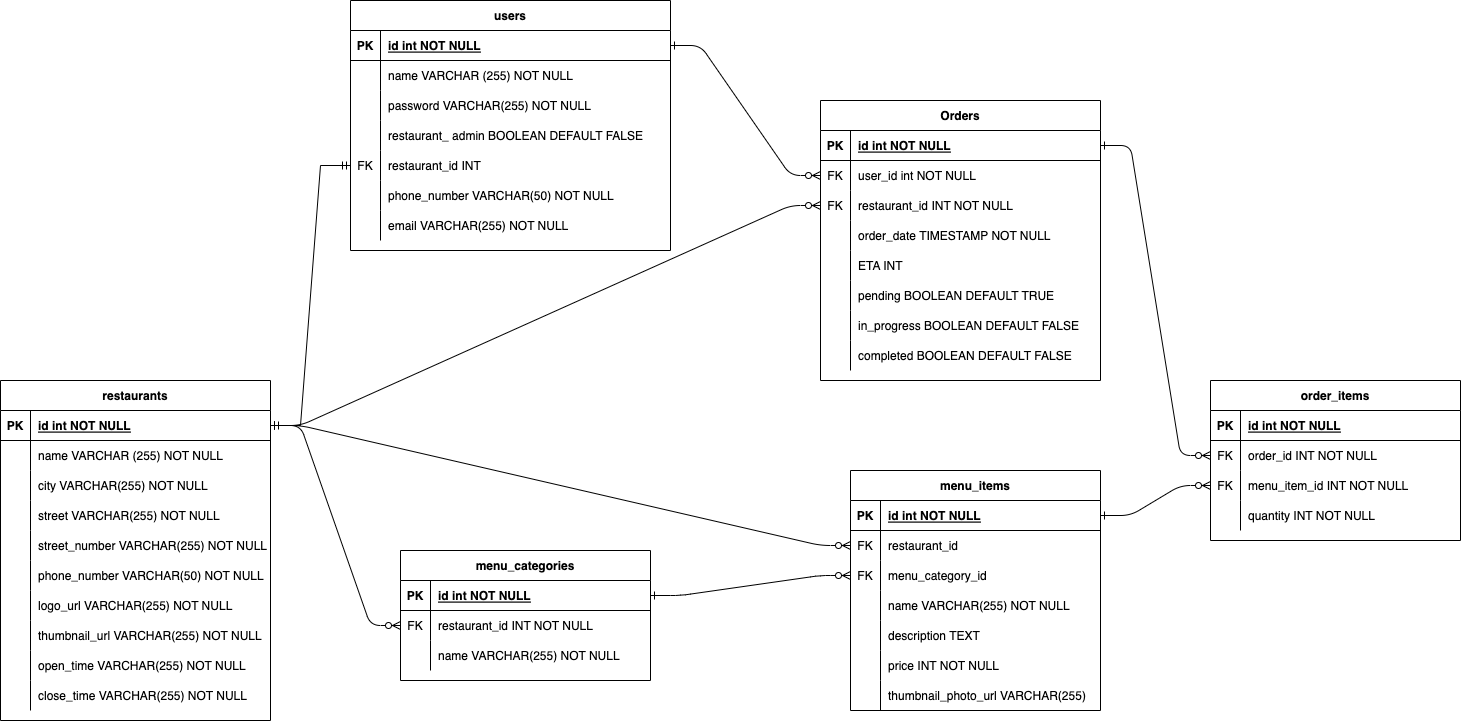 users
PK id int NOT NULL
name VARCHAR (255) NOT NULL
password VARCHAR(255) NOT NULL
restaurant_ admin BOOLEAN DEFAULT FALSE
FK restaurant_id INT
phone_number VARCHAR(50) NOT NULL
email VARCHAR(255) NOT NULL
Orders
PK id int NOT NULL
FK user_id int NOT NULL
FK restaurant_id INT NOT NULL
order_date TIMESTAMP NOT NULL
ETA INT
pending BOOLEAN DEFAULT TRUE
in_progress BOOLEAN DEFAULT FALSE
completed BOOLEAN DEFAULT FALSE
restaurants
PK id int NOT NULL
name VARCHAR (255) NOT NULL
city VARCHAR(255) NOT NULL
street VARCHAR(255) NOT NULL
street_number VARCHAR(255) NOT NULL
phone_number VARCHAR(50) NOT NULL
logo_url VARCHAR(255) NOT NULL
thumbnail_url VARCHAR(255) NOT NULL
open_time VARCHAR(255) NOT NULL
close_time VARCHAR(255) NOT NULL
order_items
PK id int NOT NULL
FK order_id INT NOT NULL
FK menu_item_id INT NOT NULL
quantity INT NOT NULL
menu_items
PK id int NOT NULL
FK restaurant_id
FK menu_category_id
name VARCHAR(255) NOT NULL
description TEXT
price INT NOT NULL
thumbnail_photo_url VARCHAR(255)
menu_categories
PK id int NOT NULL
FK restaurant_id INT NOT NULL
name VARCHAR(255) NOT NULL